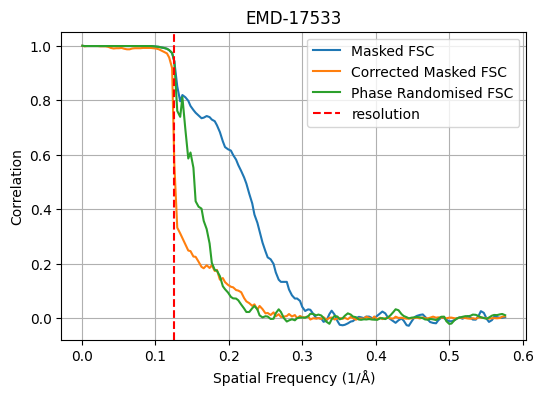 EMD-17533
Masked FSC
Corrected Masked FSC
Phase Randomised FSC
resolution
Correlation
1.0
0.8
0.6
0.4
0.2
0.0
0.0 0.1 0.2 0.3 0.4 0.5 0.6
Spatial Frequency (1/Å)